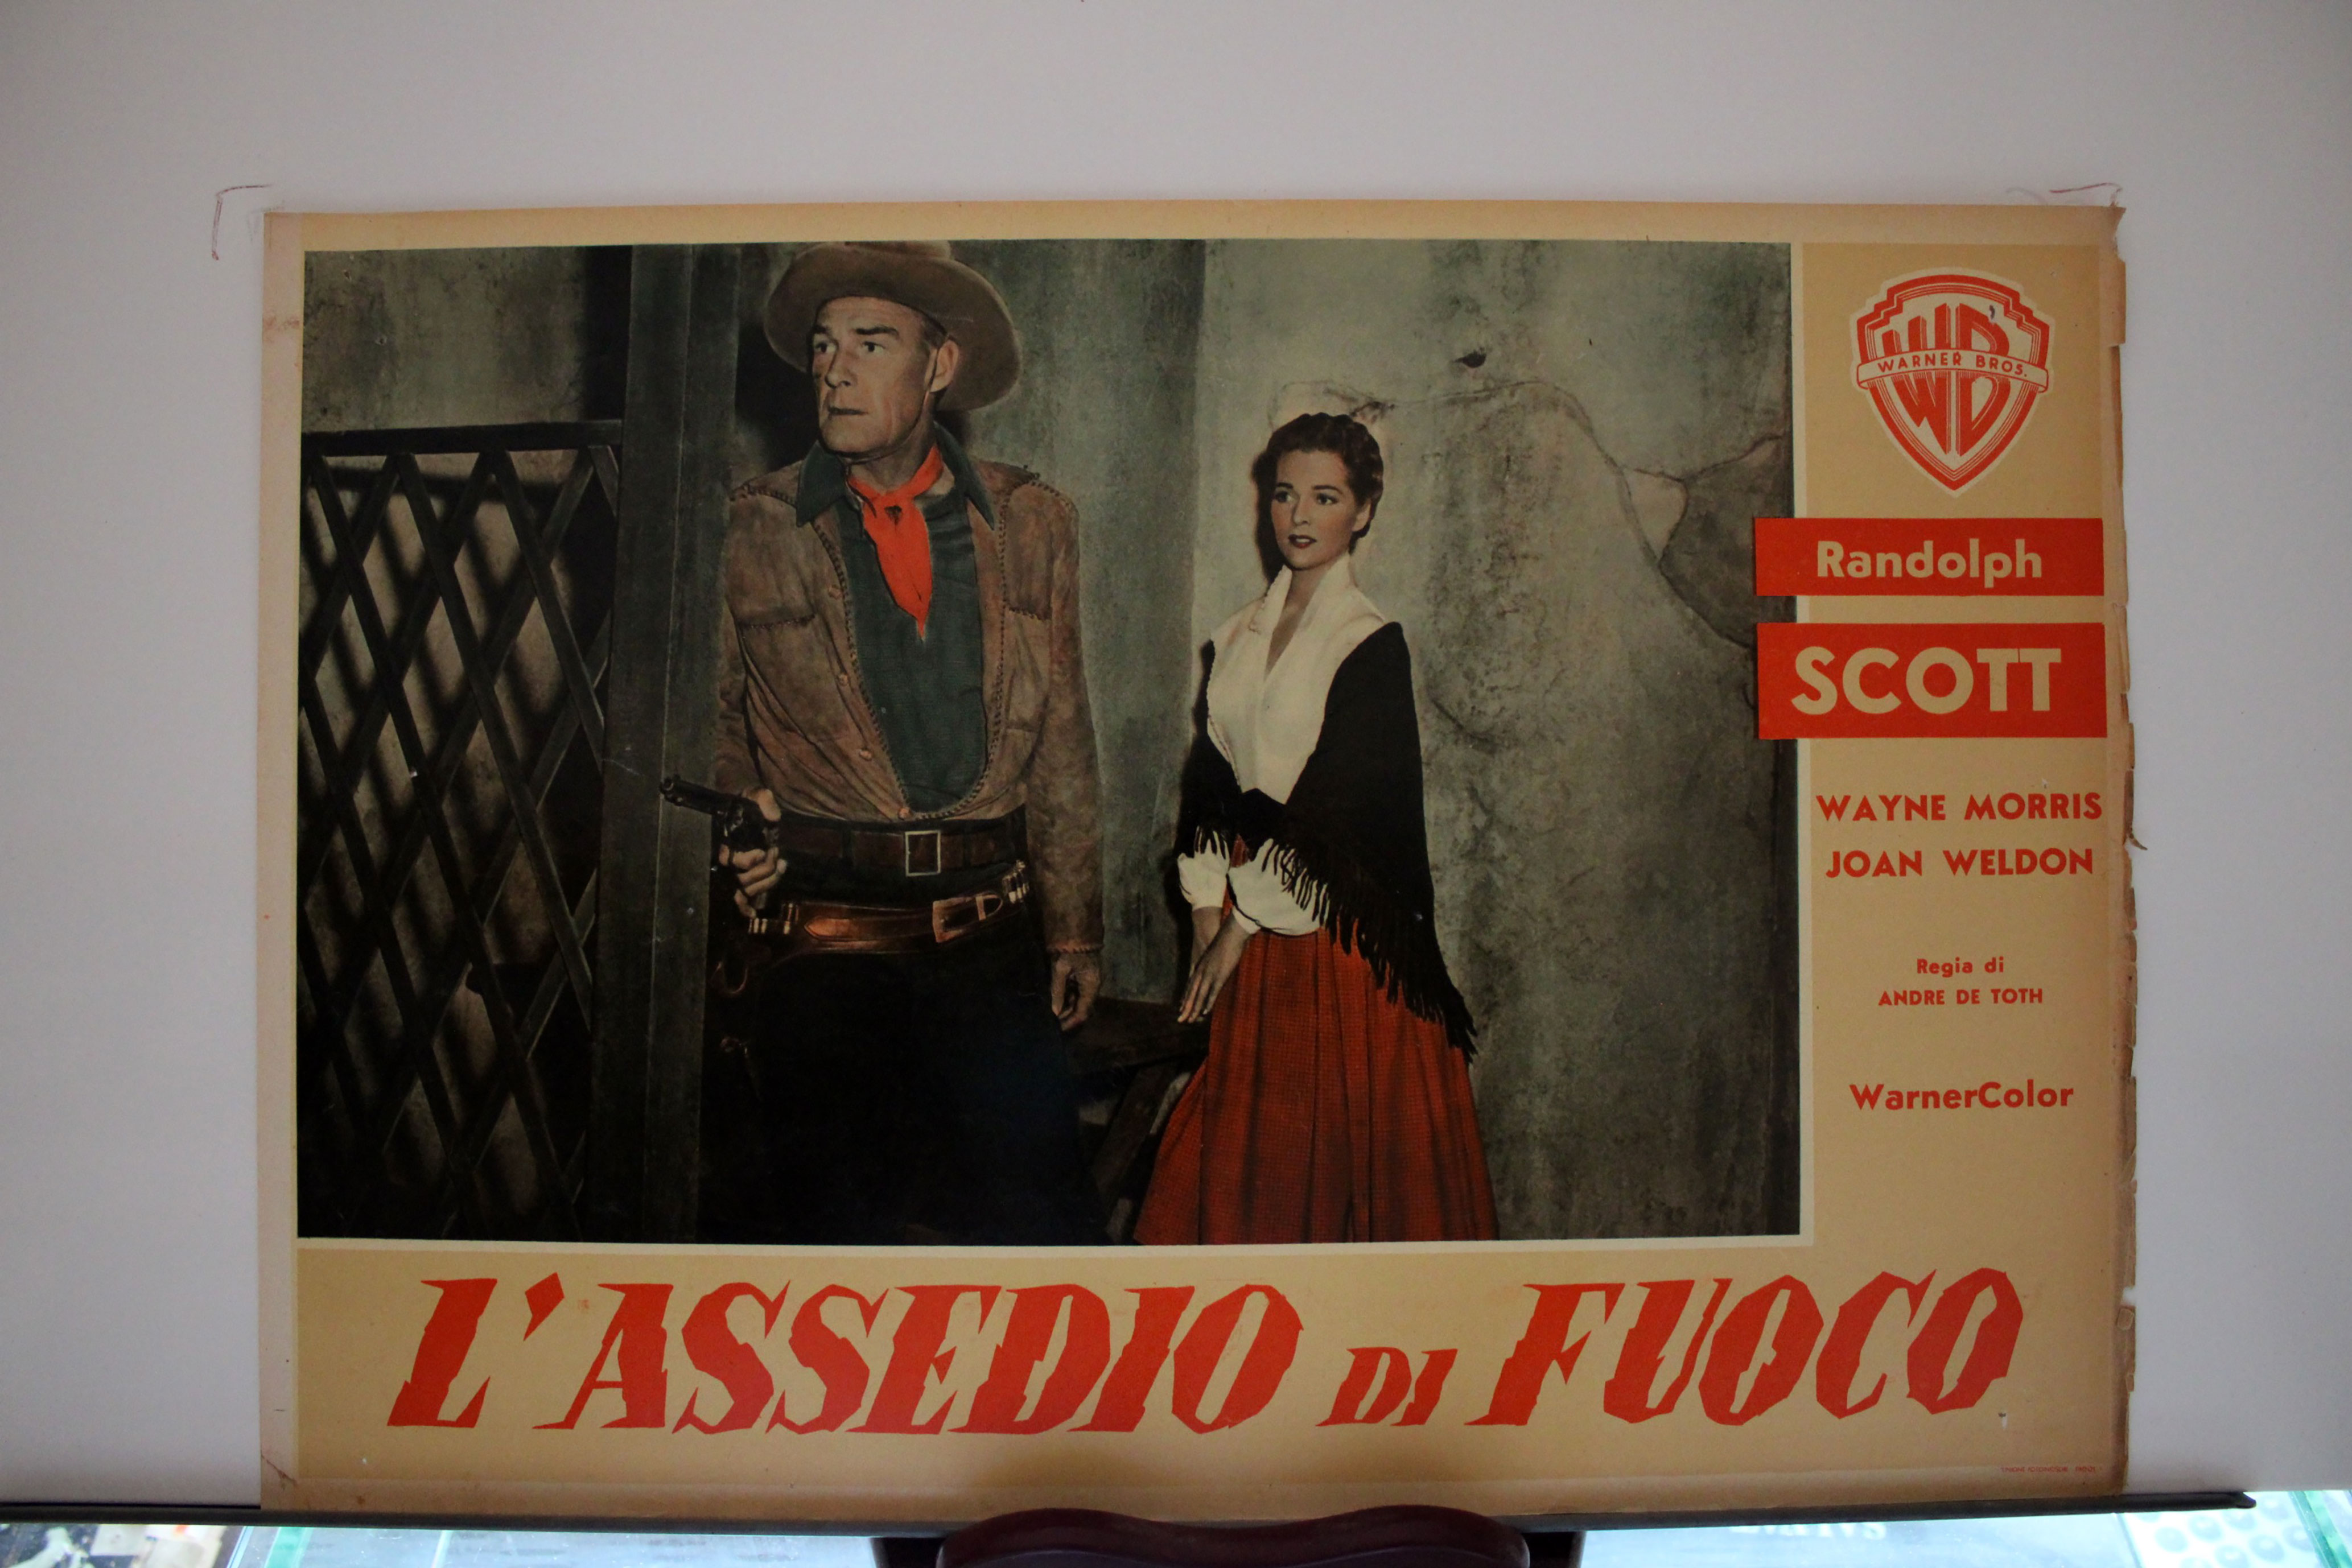 WB
WARNER BROS.
Randolph
SCOTT
WAYNE MORRIS
JOAN WELDON
Regia di
ANDRE DE TOTH
WarnerColor
L'ASSEDIO DI FUOCO